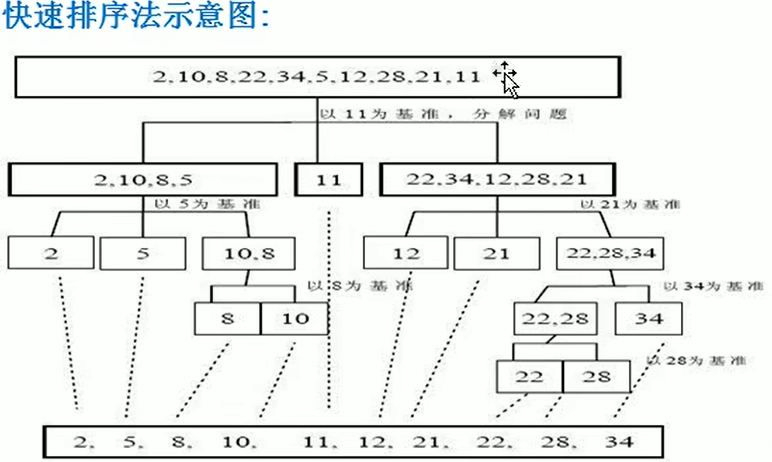 快速排序法示意图:
2,10,8,22,34,5,12,28,21,11
以11为基准，分解问题
2,10,8,5
11
22,34,12,28,21
以5为基准
以21为基准
2
5
10,8
12
21
22,28,34
以8为基准
以34为基准
8
10
22,28
34
以28为基准
22
28
2, 5, 8, 10, 11, 12, 21, 22, 28, 34